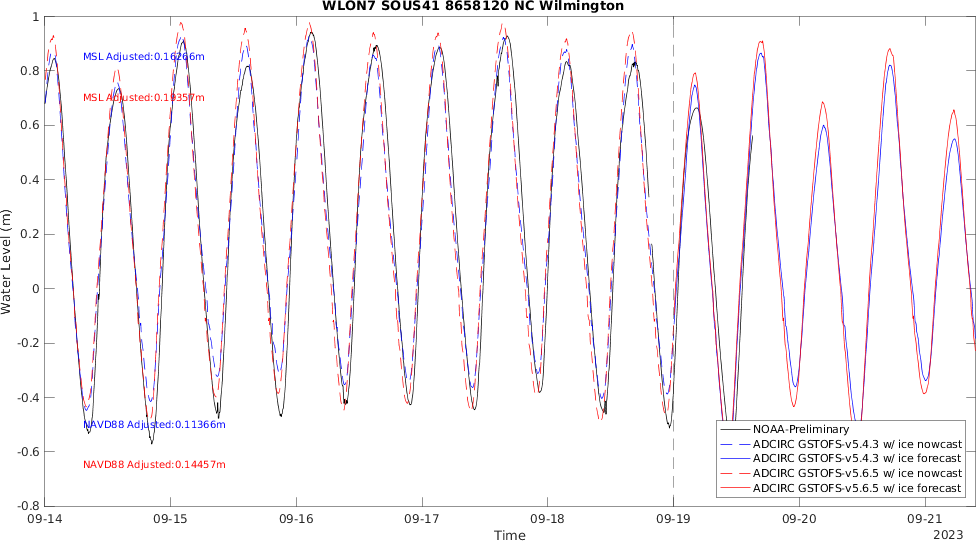 WLON7 SOUS41 8658120 NC Wilmington
1
0.8
0.6
0.4
0.2
0
-0.2
-0.4
-0.6
-0.8
Water Level (m)
MSL Adjusted:0.16266m
MSL Adjusted:0.19357m
NAVD88 Adjusted:0.11366m
NAVD88 Adjusted:0.14457m
NOAA-Preliminary
ADCIRC GSTOFS-v5.4.3 w/ ice nowcast
ADCIRC GSTOFS-v5.4.3 w/ ice forecast
ADCIRC GSTOFS-v5.6.5 w/ ice nowcast
ADCIRC GSTOFS-v5.6.5 w/ ice forecast
09-14 09-15 09-16 09-17 09-18 09-19 09-20 09-21
Time
2023